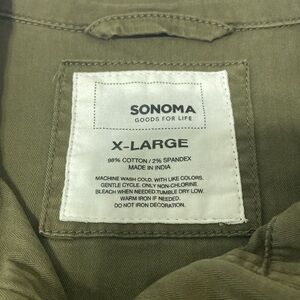 SONOMA
GOODS FOR LIFE
X-LARGE
98% COTTON / 2% SPANDEX
MADE IN INDIA
MACHINE WASH COLD, WITH LIKE COLORS.
GENTLE CYCLE. ONLY NON-CHLORINE
BLEACH WHEN NEEDED.TUMBLE DRY LOW.
WARM IRON IF NEEDED.
DO NOT IRON DECORATION.